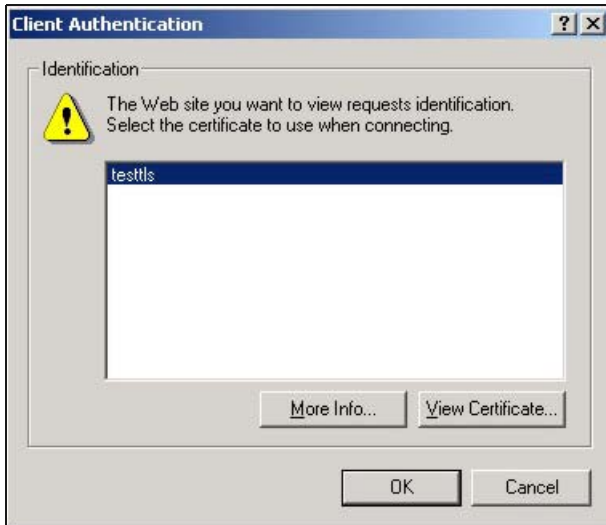 Client Authentication
Identification
The Web site you want to view requests identification.
Select the certificate to use when connecting.
testtls
More Info...
View Certificate...
OK
Cancel